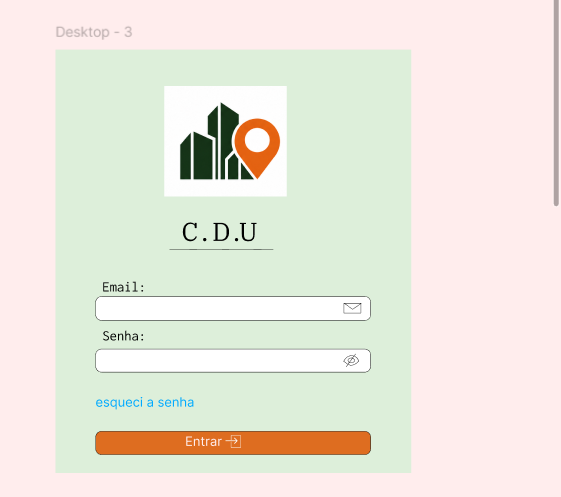 Desktop - 3
C.D.U
Email:
Senha:
esqueci a senha
Entrar